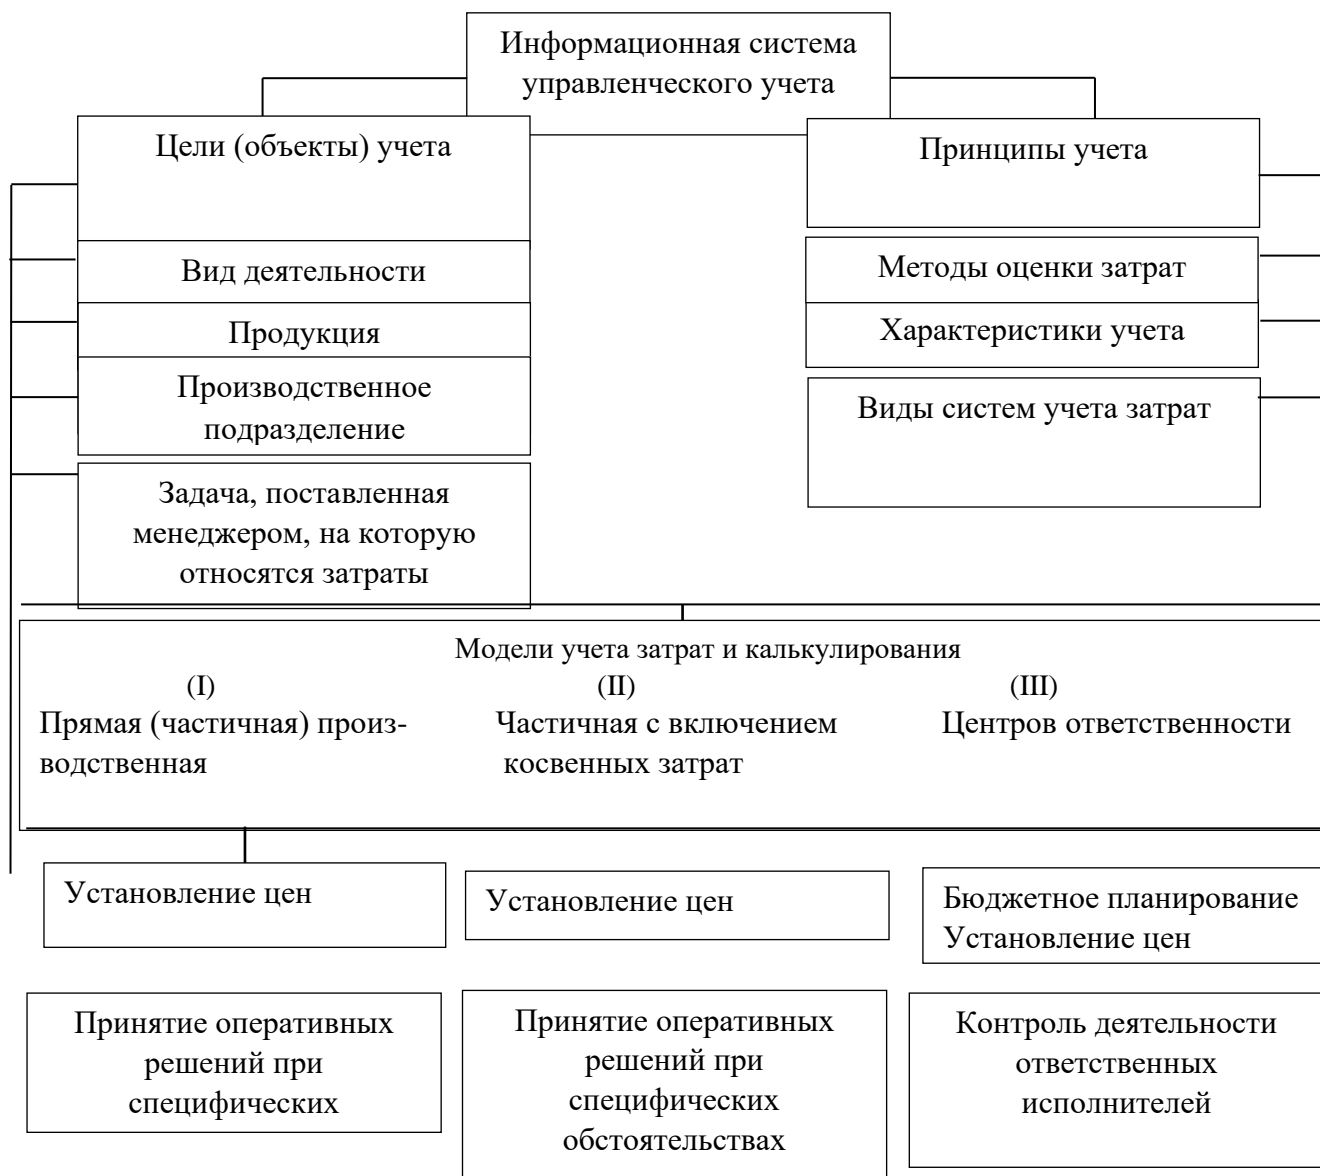 Информационная система
управленческого учета
Цели (объекты) учета
Принципы учета
Вид деятельности
Методы оценки затрат
Продукция
Характеристики учета
Производственное
подразделение
Виды систем учета затрат
Задача, поставленная
менеджером, на которую
относятся затраты
Модели учета затрат и калькулирования
(I) (II) (III)
Прямая (частичная) произ- Частичная с включением Центров ответственности
водственная косвенных затрат
Установление цен
Установление цен
Бюджетное планирование
Установление цен
Принятие оперативных
решений при
специфических
Принятие оперативных
решений при
специфических
обстоятельствах
Контроль деятельности
ответственных
исполнителей